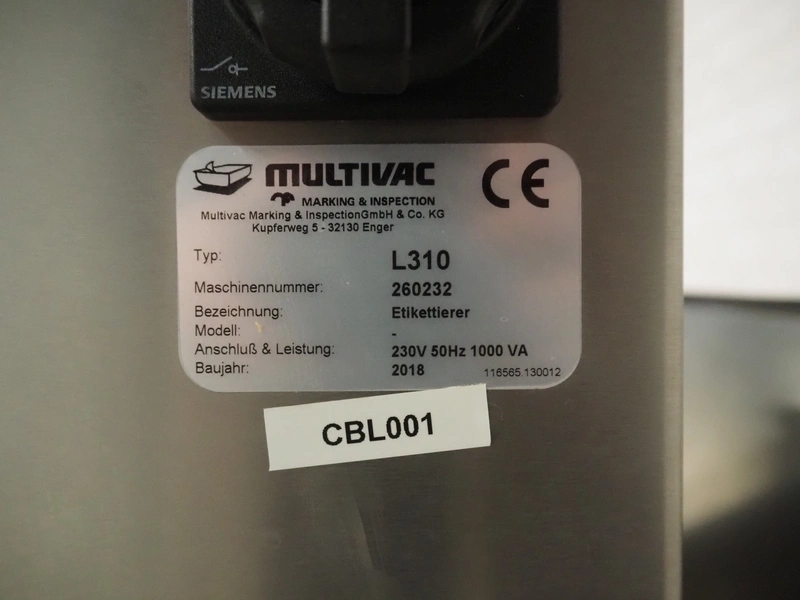 SIEMENS
MULTIVAC
MARKING & INSPECTION
Multivac Marking & InspectionGmbH & Co. KG
Kupferweg 5 - 32130 Enger
CE
Typ: L310
Maschinennummer: 260232
Bezeichnung: Etikettierer
Modell: -
Anschluß & Leistung: 230V 50Hz 1000 VA
Baujahr: 2018 116565.130012
CBL001